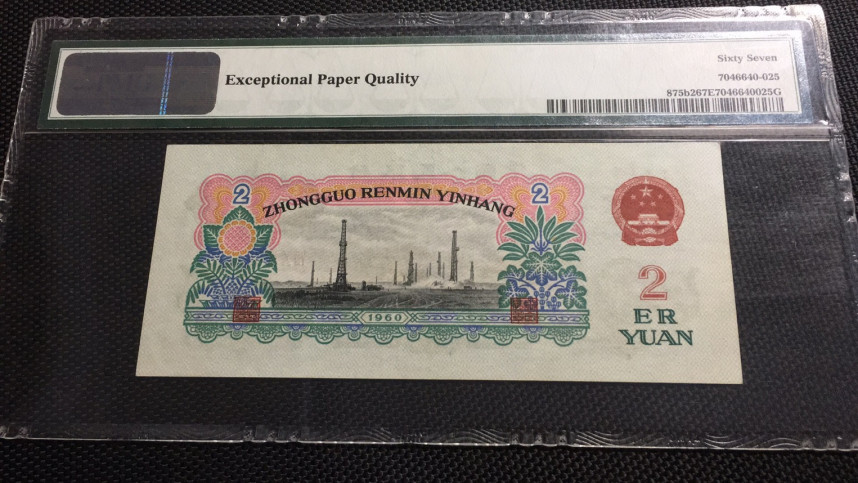 Exceptional Paper Quality
Sixty Seven
7046640-025
875b267E7046640025G
2
2
ZHONGGUO RENMIN YINHANG
1960
2
ER
YUAN